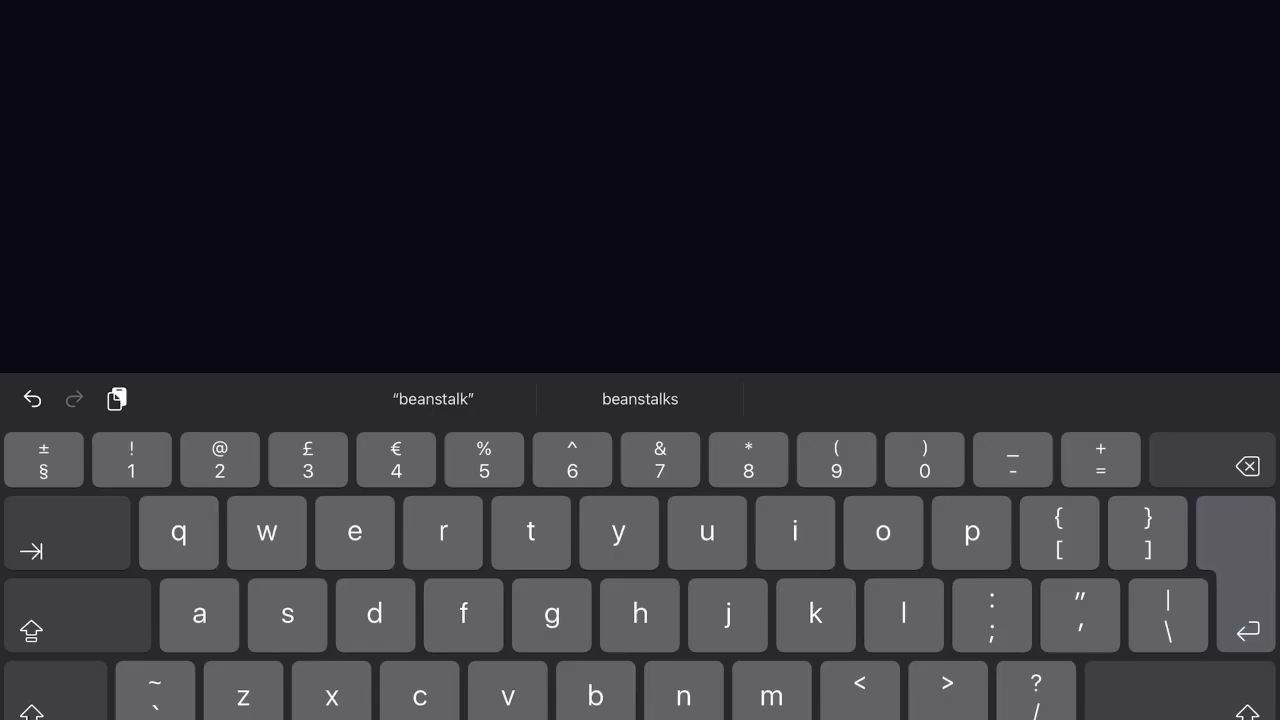 “beanstalk” beanstalks
± ! @ £ € % ^ & * ( ) _ +
§ 1 2 3 4 5 6 7 8 9 0 - =
q w e r t y u i o p { }
[ ]
a s d f g h j k l : " |
; ' \
~ z x c v b n m < > ?
` /